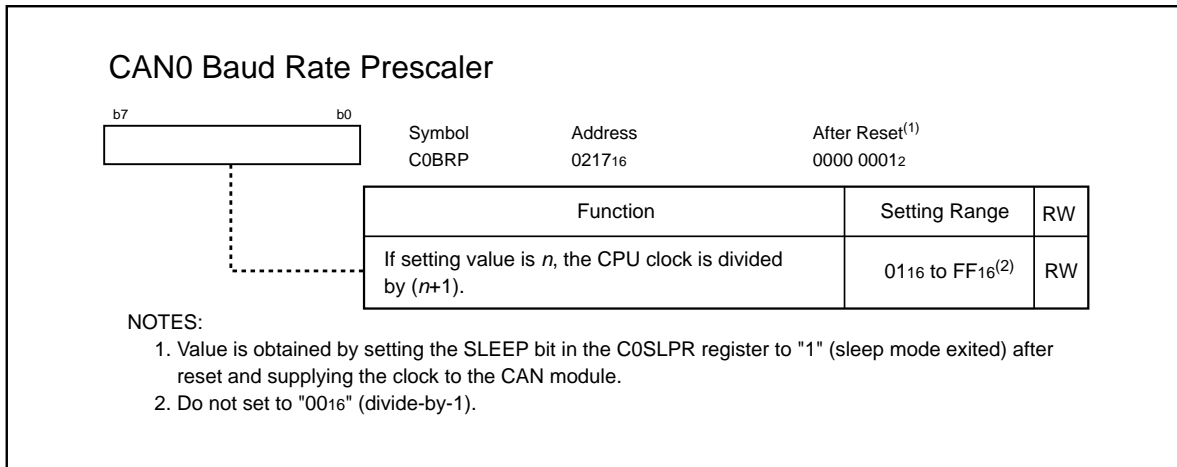 CAN0 Baud Rate Prescaler
b7 b0
Symbol Address After Reset(1)
C0BRP 021716 0000 00012
Function Setting Range RW
If setting value is n, the CPU clock is divided
by (n+1).
0116 to FF16(2) RW
NOTES:
1. Value is obtained by setting the SLEEP bit in the C0SLPR register to "1" (sleep mode exited) after
reset and supplying the clock to the CAN module.
2. Do not set to "0016" (divide-by-1).